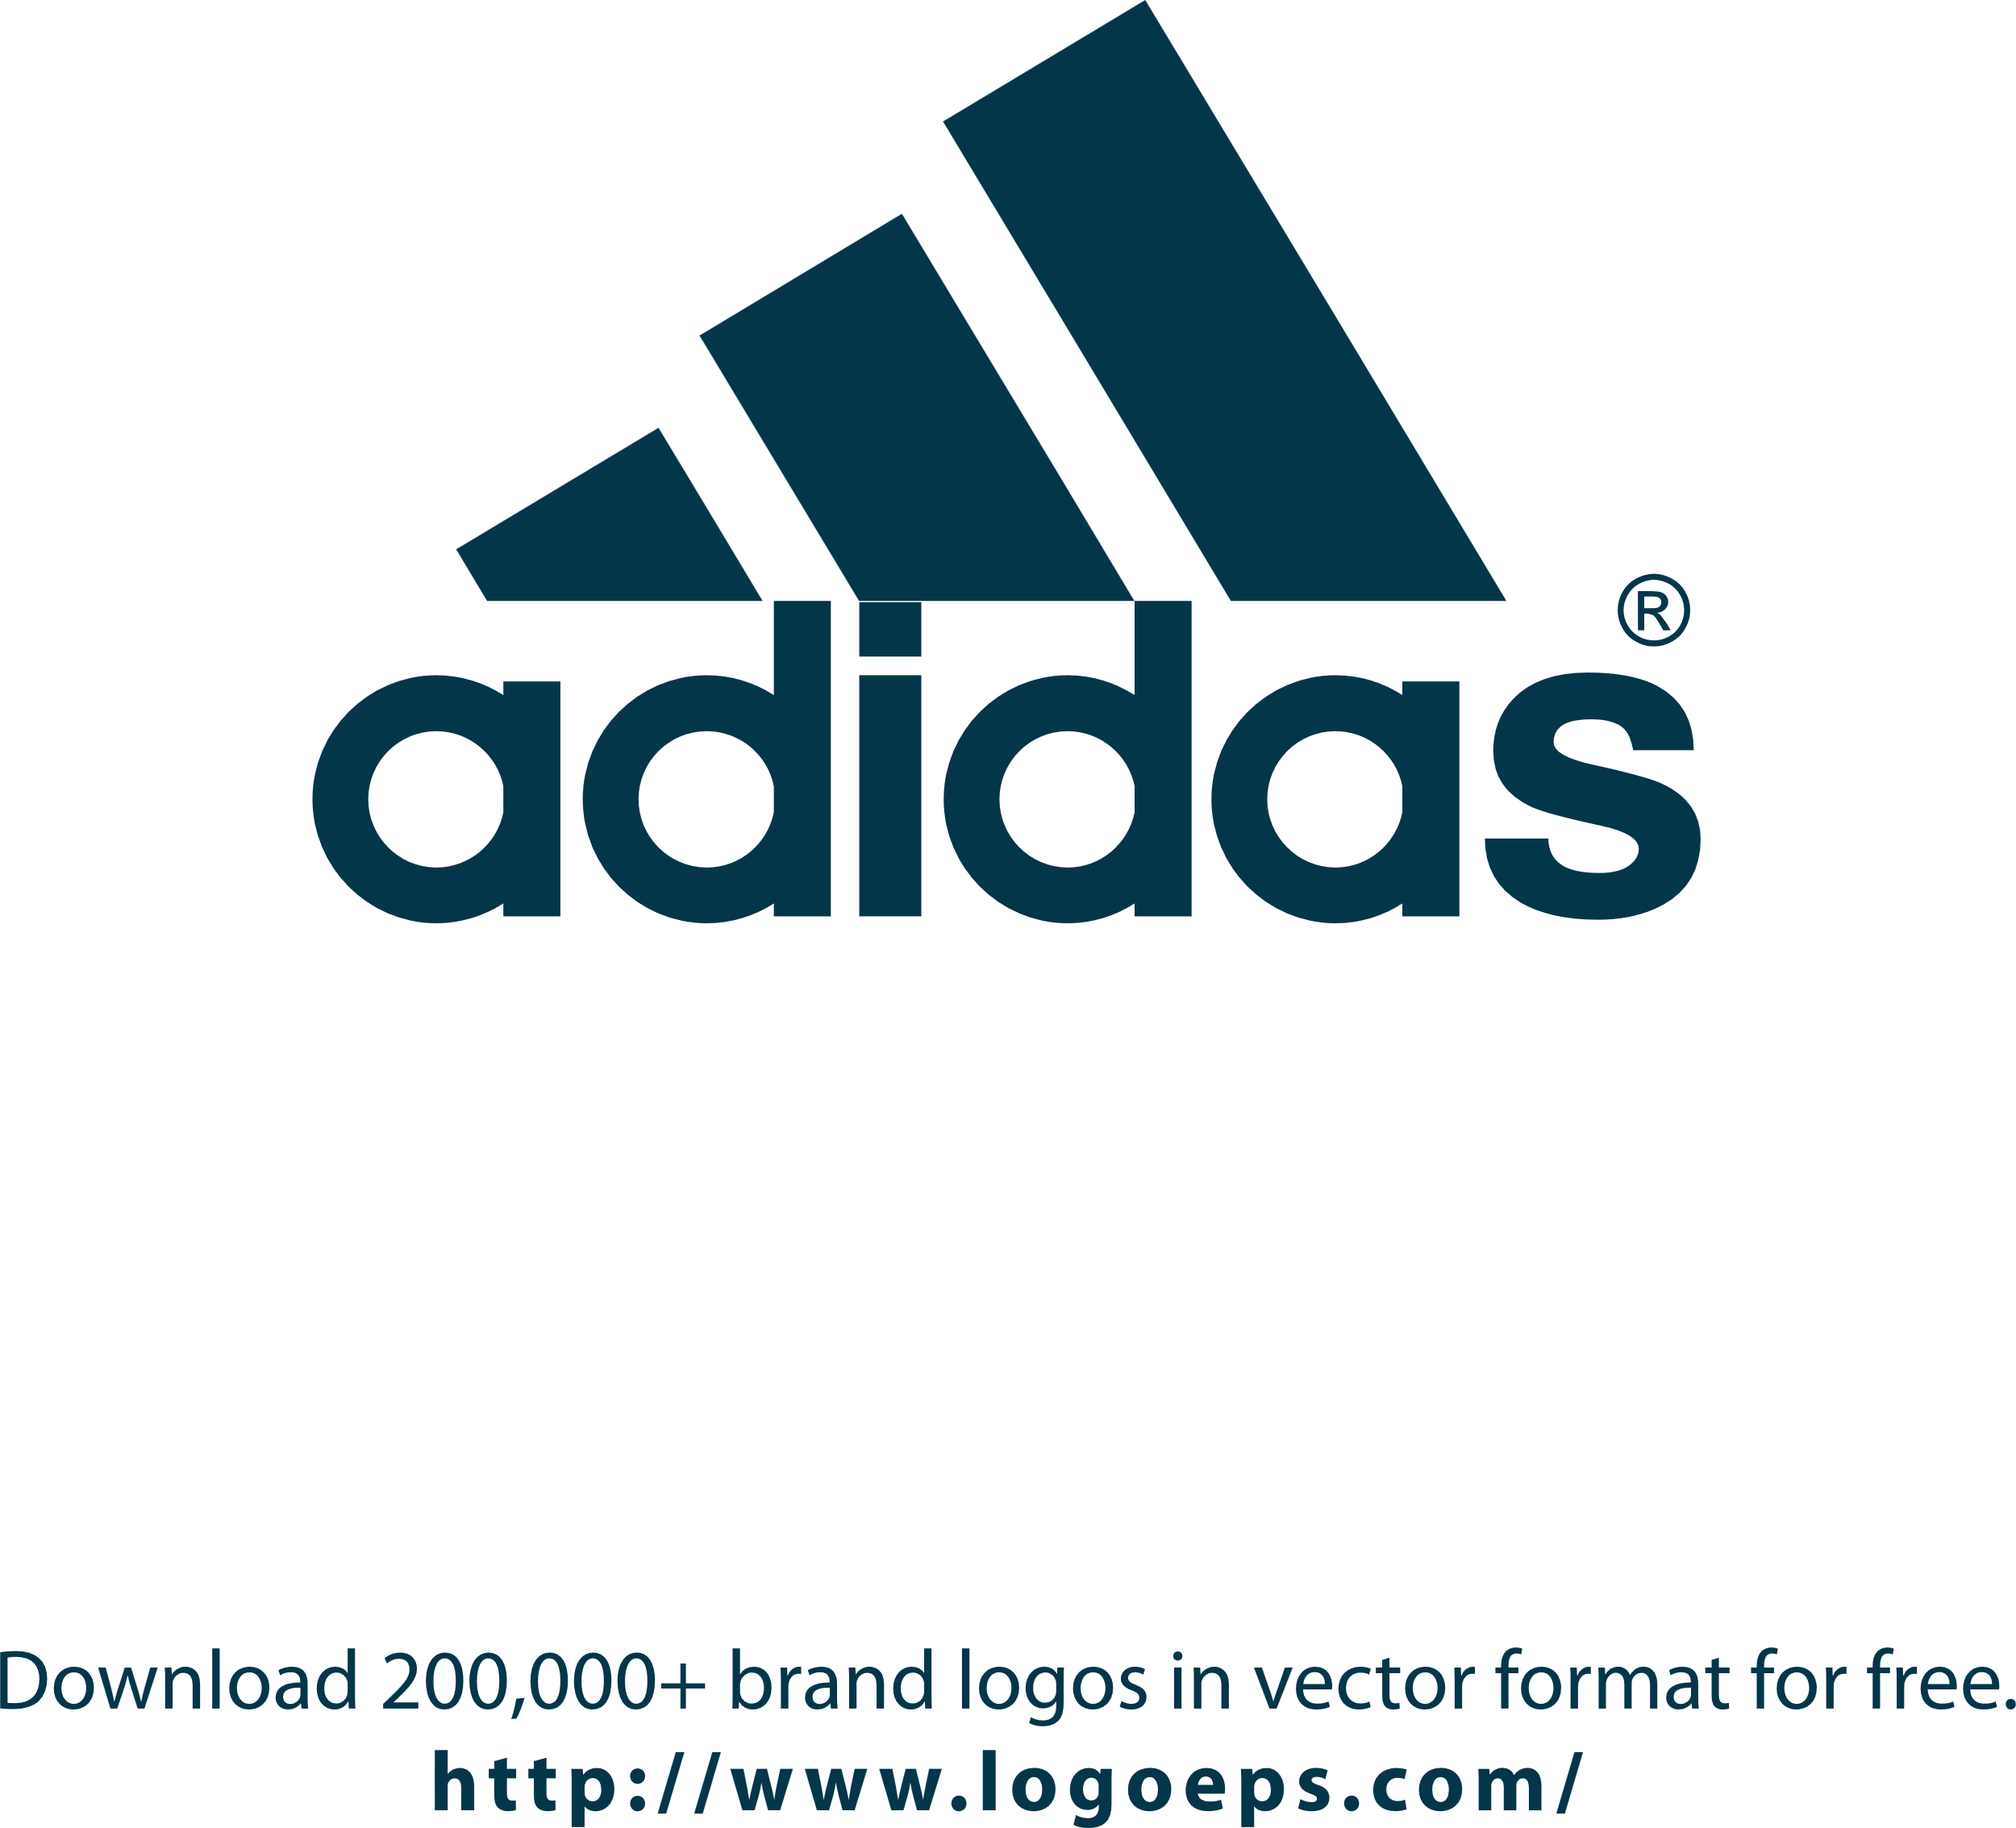 ®
adidas
Download 200,000+ brand logos in vector format for free.
http://www.logoeps.com/